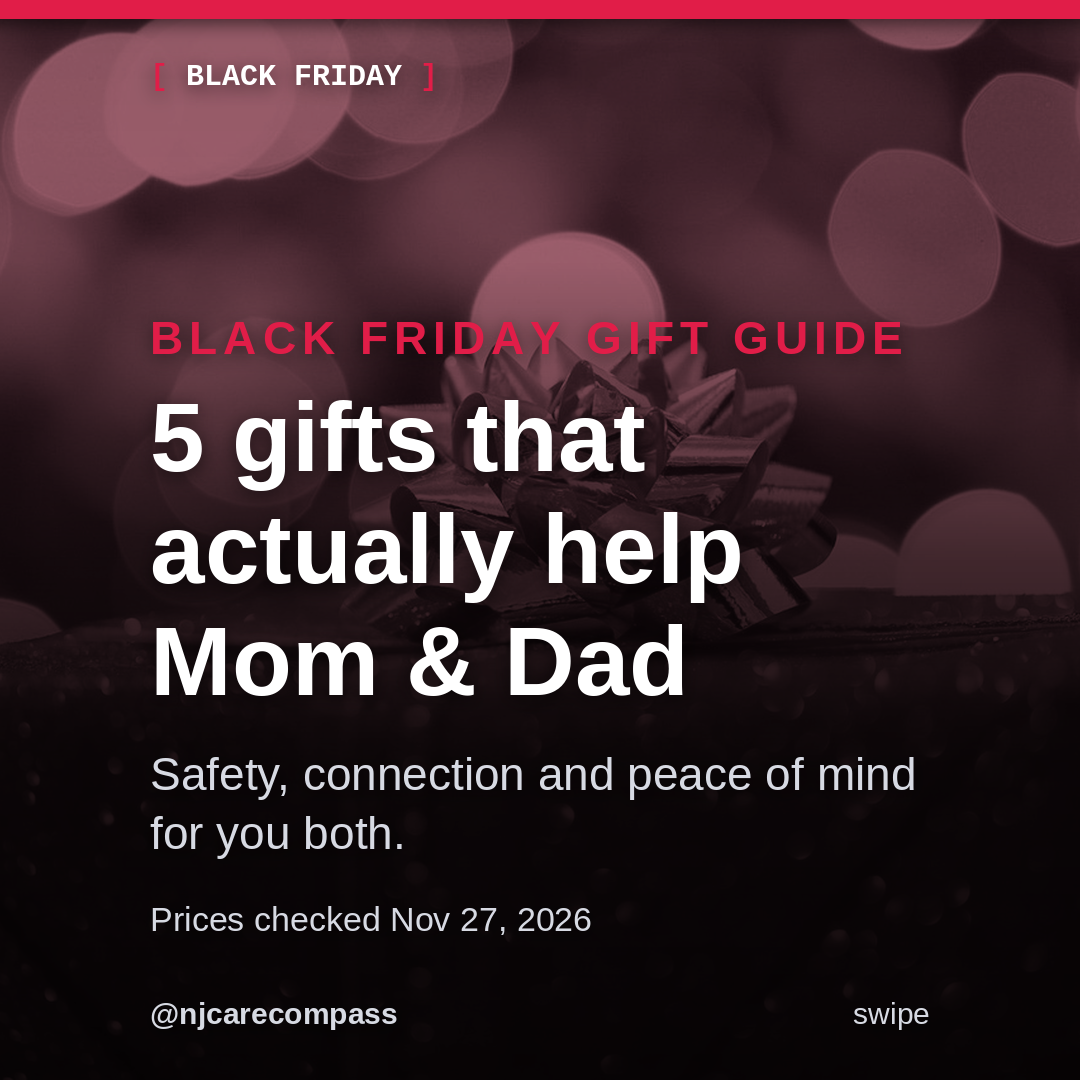 [ BLACK FRIDAY ]
BLACK FRIDAY GIFT GUIDE
5 gifts that
actually help
Mom & Dad
Safety, connection and peace of mind
for you both.
Prices checked Nov 27, 2026
@njcarecompass
swipe